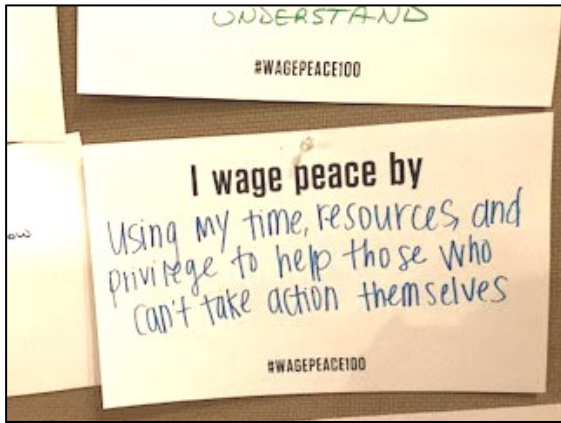 UNDERSTAND
#WAGEPEACE100
I wage peace by
Using my time, resources, and
privilege to help those who
can't take action themselves
#WAGEPEACE100